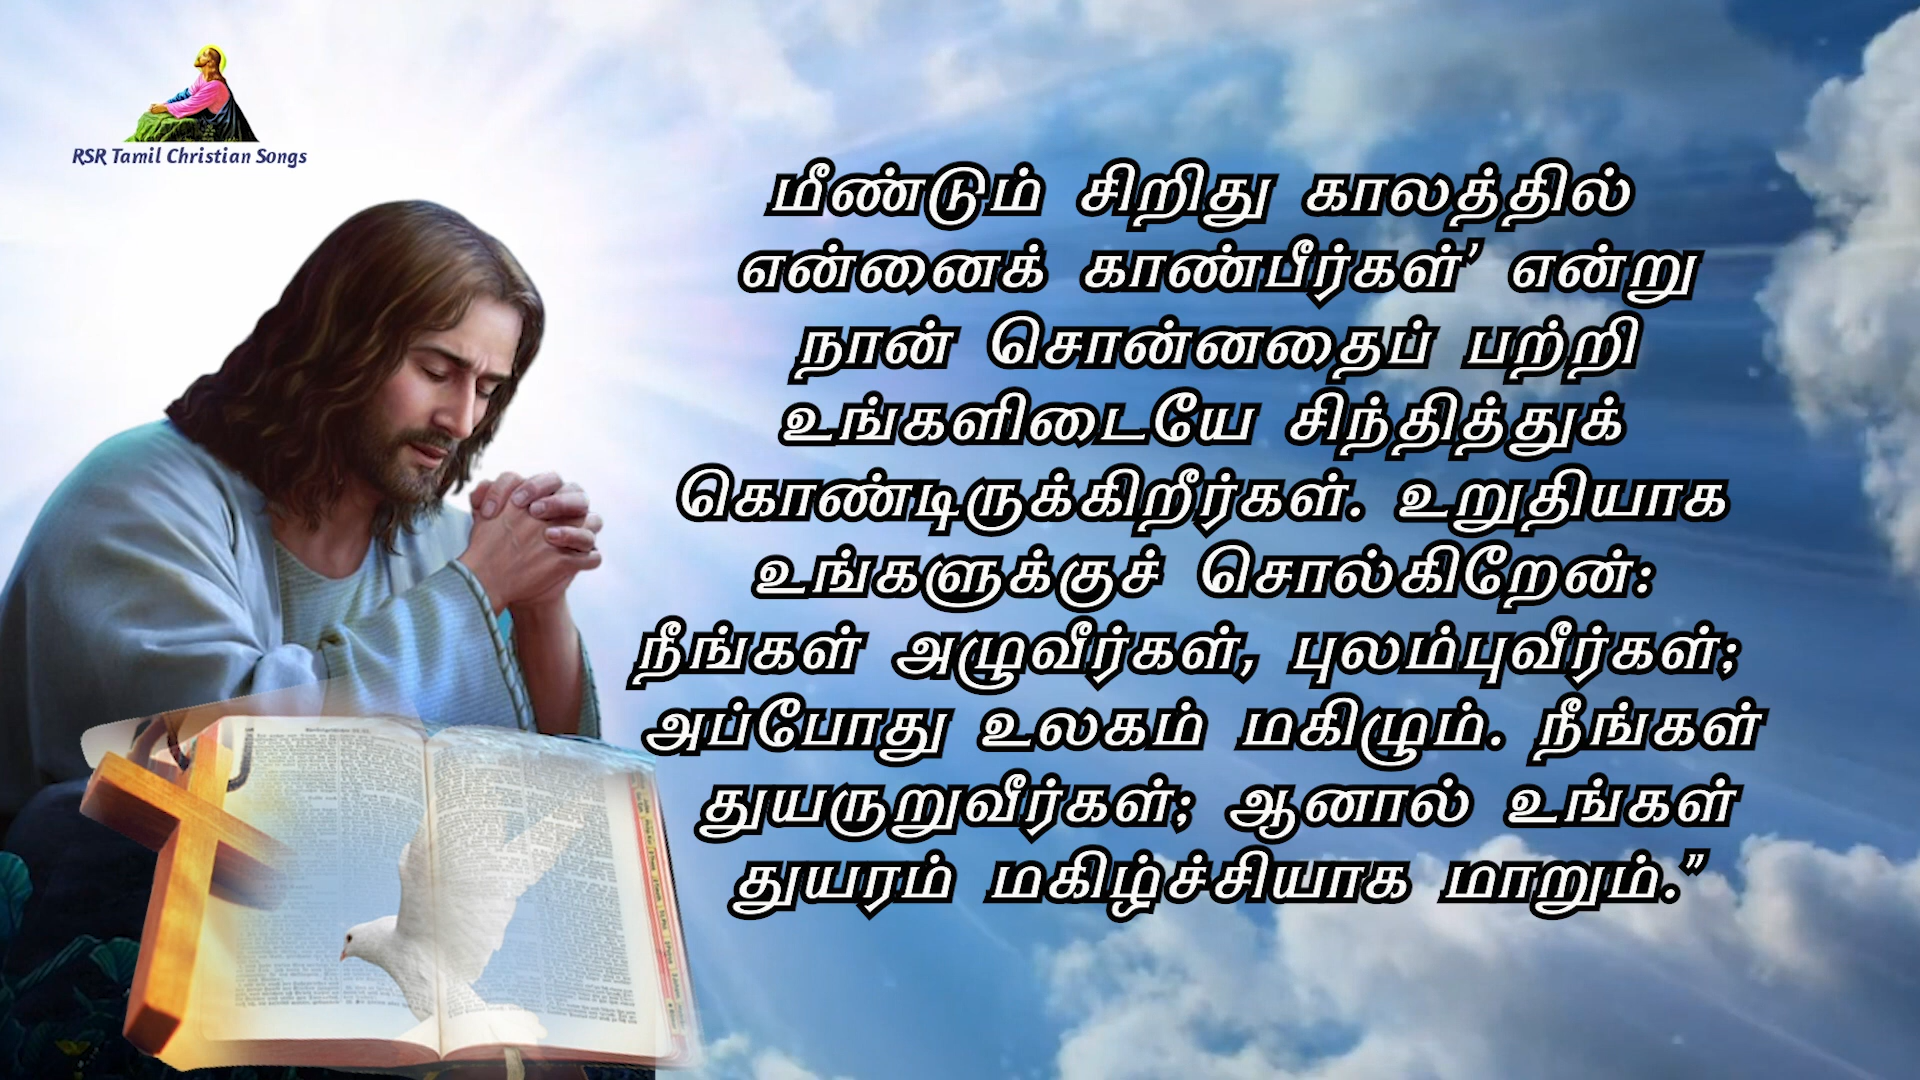 RSR Tamil Christian Songs
மீண்டும் சிறிது காலத்தில்
என்னைக் காண்பீர்கள்' என்று
நான் சொன்னதைப் பற்றி
உங்களிடையே சிந்தித்துக்
கொண்டிருக்கிறீர்கள். உறுதியாக
உங்களுக்குச் சொல்கிறேன்:
நீங்கள் அழுவீர்கள், புலம்புவீர்கள்;
அப்போது உலகம் மகிழும். நீங்கள்
துயருறுவீர்கள்; ஆனால் உங்கள்
துயரம் மகிழ்ச்சியாக மாறும்."